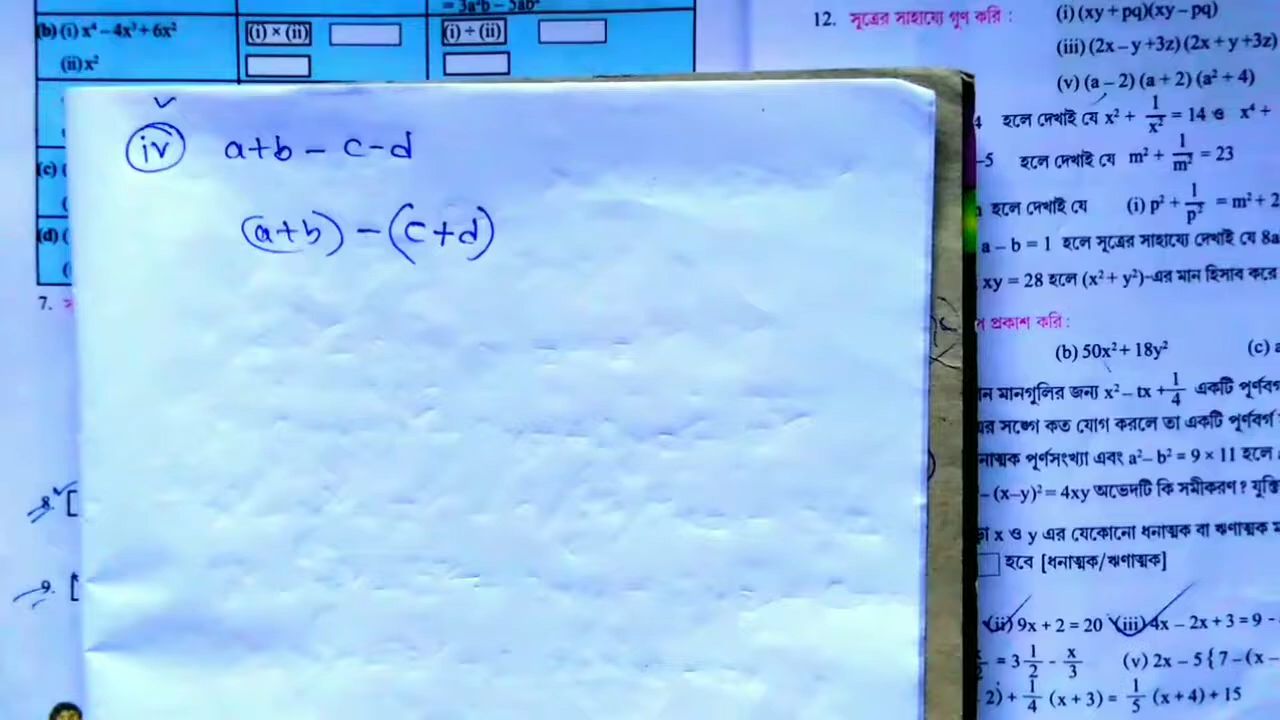 = 3a²b – 5ab²
(b) (i) x⁴ – 4x³ + 6x² (i) × (ii) (i) ÷ (ii)
(ii) x²
(c) (
(d) (
7.
8. [
9. [
iv a+b – c–d
(a+b) – (c+d)
12. সূত্রের সাহায্যে গুণ করি : (i) (xy + pq) (xy – pq)
(iii) (2x – y + 3z) (2x + y + 3z)
(v) (a – 2) (a + 2) (a² + 4)
হলে দেখাই যে x² + 1/x² = 14 ও x⁴ +
–5 হলে দেখাই যে m² + 1/m² = 23
হলে দেখাই যে (i) p² + 1/p² = m² + 2
a – b = 1 হলে সূত্রের সাহায্যে দেখাই যে 8a
xy = 28 হলে (x² + y²)-এর মান হিসাব করে
প্রকাশ করি :
(b) 50x² + 18y² (c)
মানগুলির জন্য x² – tx + 1/4 একটি পূর্ণবর্গ
সঙ্গে কত যোগ করলে তা একটি পূর্ণবর্গ
পূর্ণসংখ্যা এবং a² – b² = 9 × 11 হলে
– (x–y)² = 4xy অভেদটি কি সমীকরণ? যুক্তি
x ও y এর যেকোনো ধনাত্মক বা ঋণাত্মক
হবে [ধনাত্মক/ঋণাত্মক]
(ii) 9x + 2 = 20 (iii) 4x – 2x + 3 = 9 –
= 3 1/2 - x/3 (v) 2x – 5 { 7 – (x –
2) + 1/4 (x + 3) = 1/5 (x + 4) + 15